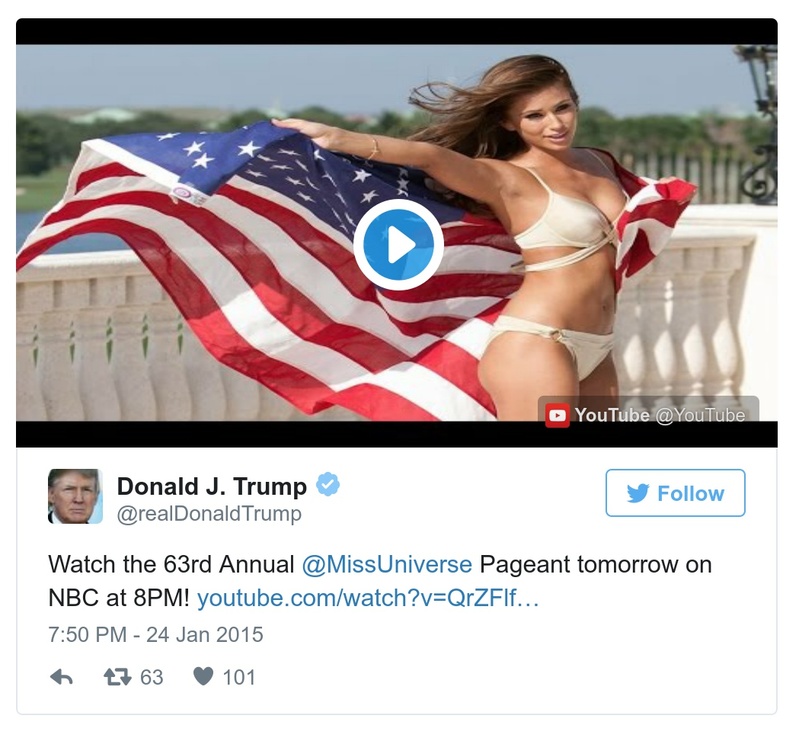 YouTube @YouTube
Donald J. Trump
Follow
@realDonaldTrump
Watch the 63rd Annual @MissUniverse Pageant tomorrow on
NBC at 8PM! youtube.com/watch?v=QrZFlf…
7:50 PM - 24 Jan 2015
63 101